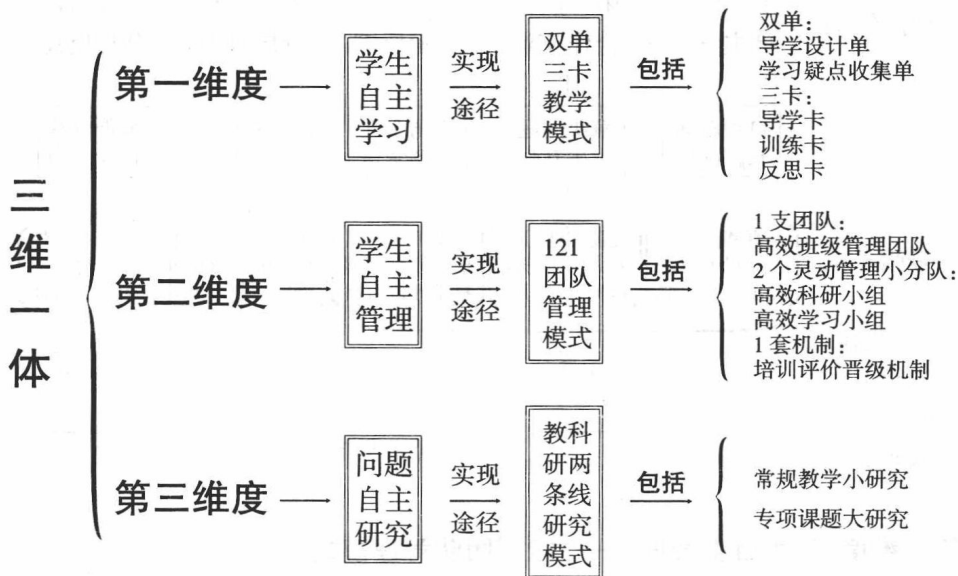 三维一体
第一维度
学生
自主
学习
实现
途径
双单
三卡
教学
模式
包括
双单：
导学设计单
学习疑点收集单
三卡：
导学卡
训练卡
反思卡
第二维度
学生
自主
管理
实现
途径
121
团队
管理
模式
包括
1 支团队：
高效班级管理团队
2 个灵动管理小分队：
高效科研小组
高效学习小组
1 套机制：
培训评价晋级机制
第三维度
问题
自主
研究
实现
途径
教科
研两
条线
研究
模式
包括
常规教学小研究
专项课题大研究